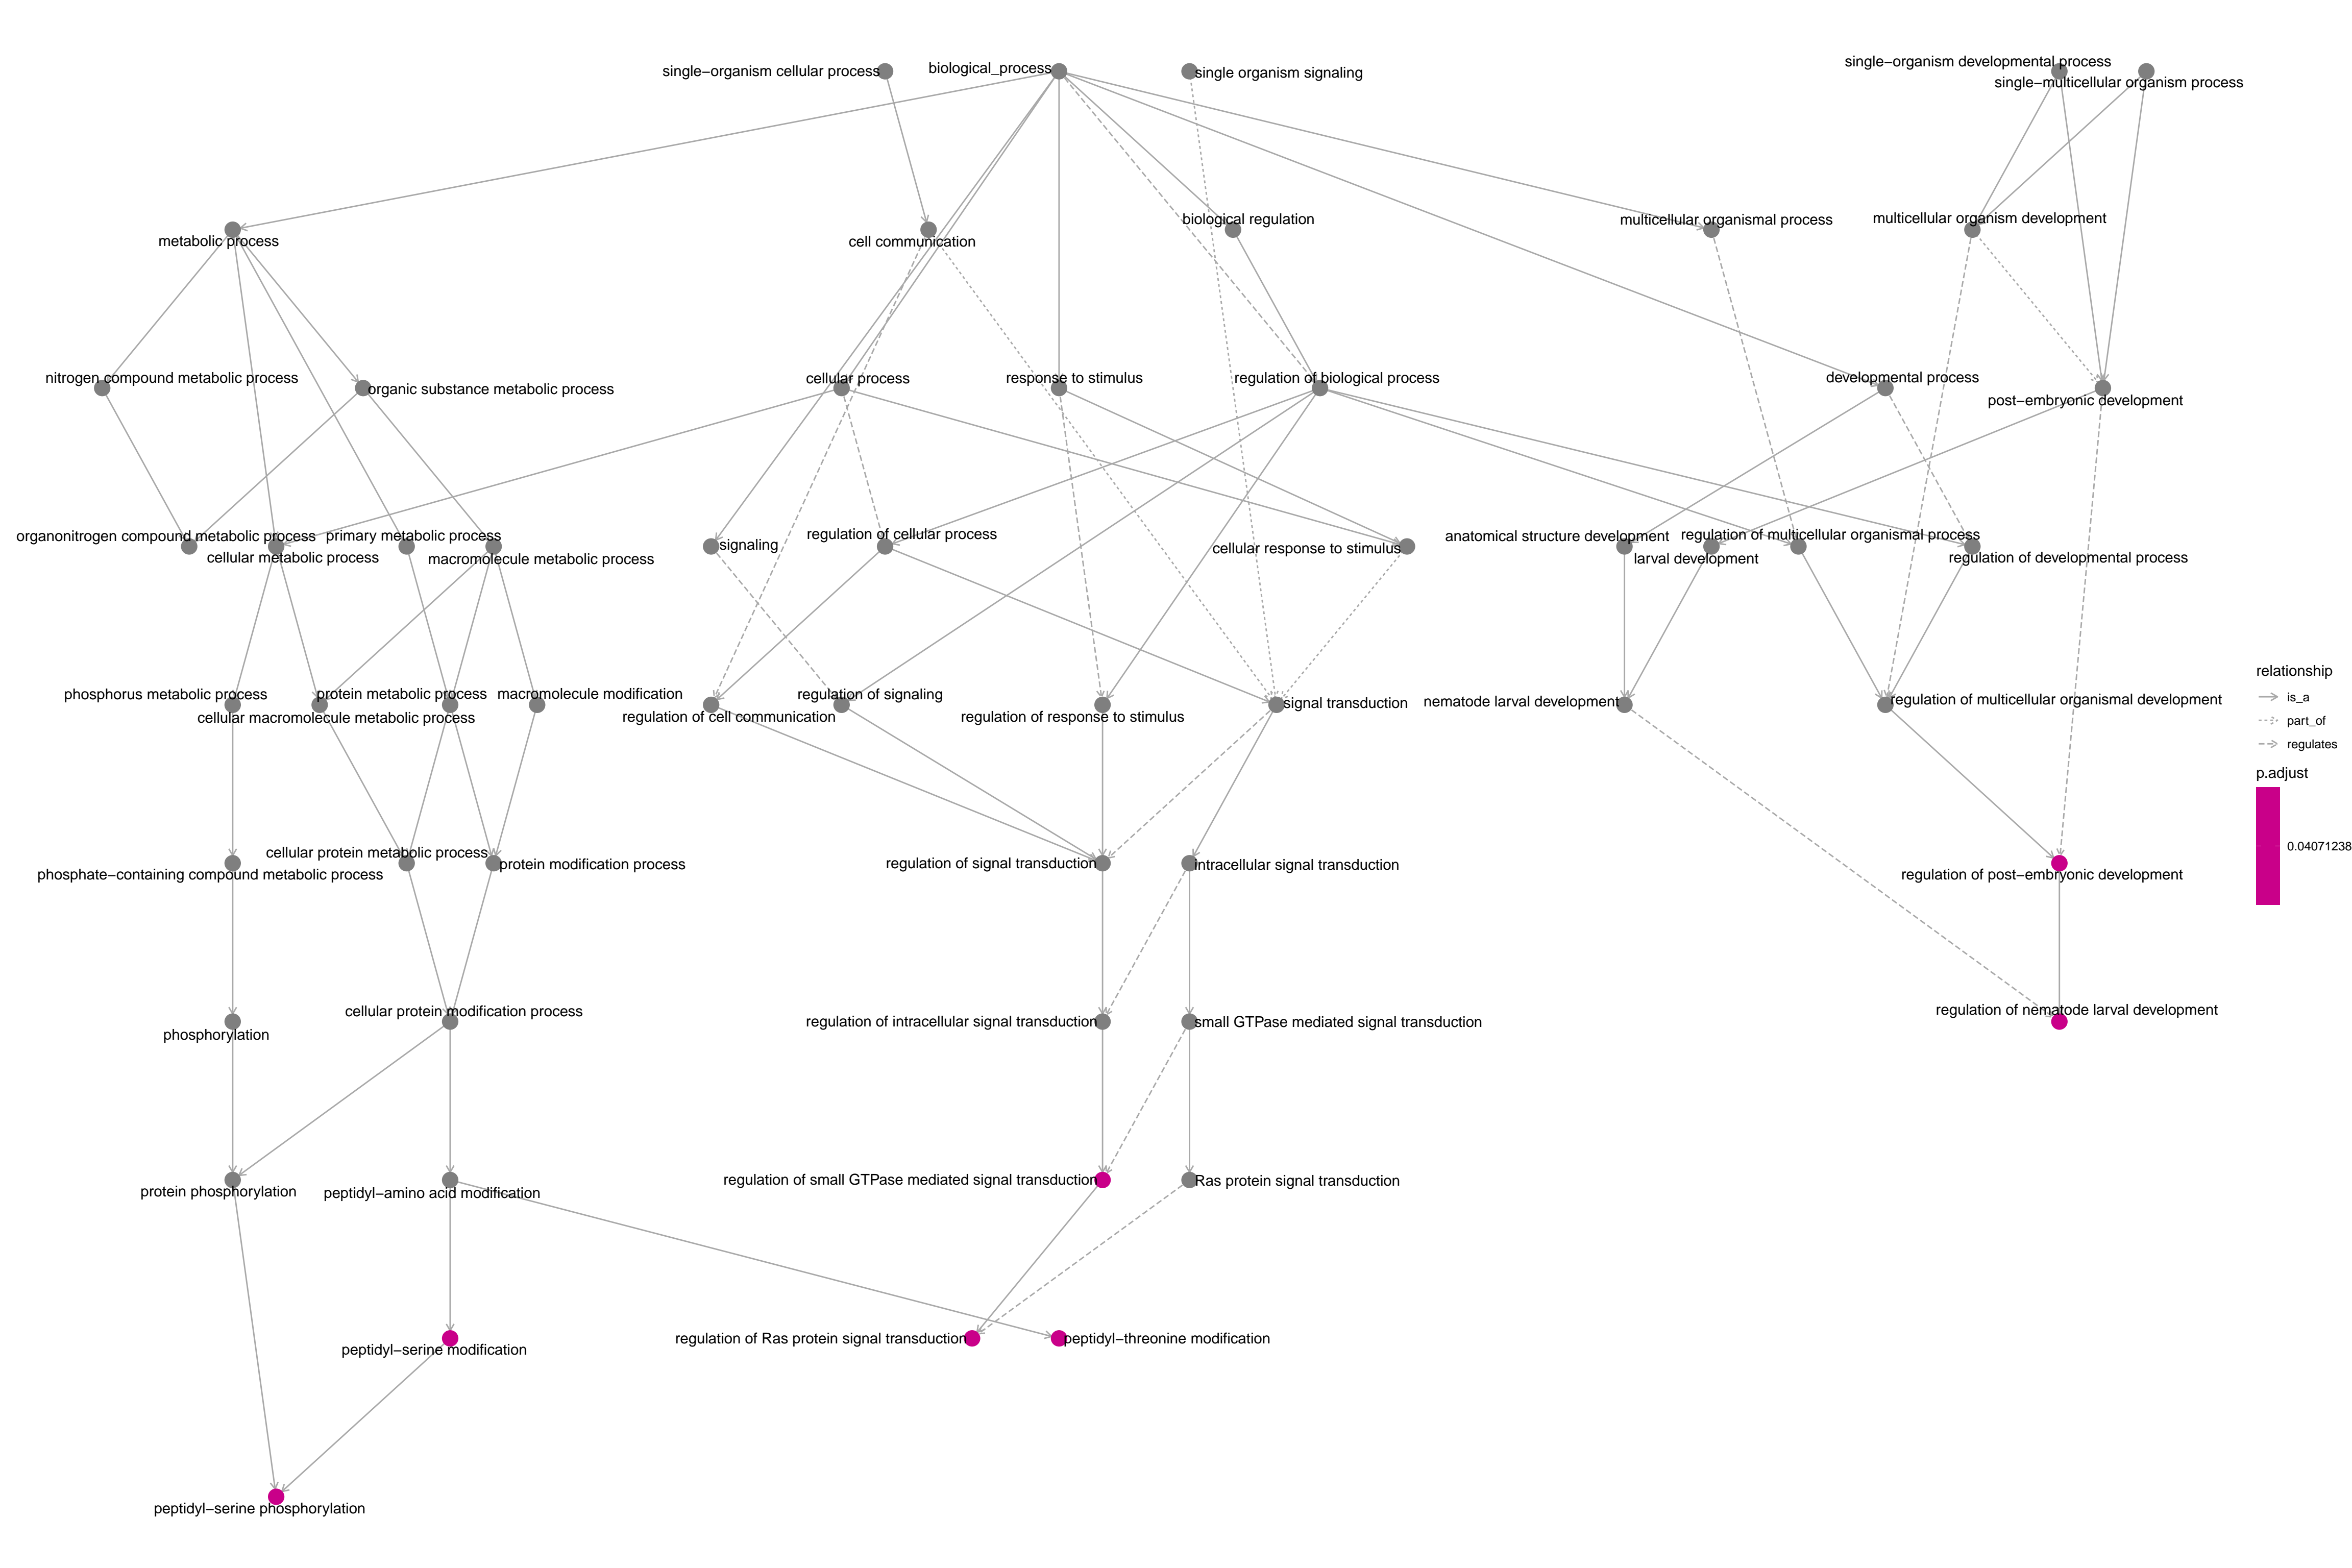 single−organism cellular process
biological_process
single organism signaling
single−organism developmental process
single−multicellular organism process
metabolic process
cell communication
biological regulation
multicellular organismal process
multicellular organism development
nitrogen compound metabolic process
organic substance metabolic process
cellular process
response to stimulus
regulation of biological process
developmental process
post−embryonic development
organonitrogen compound metabolic process
cellular metabolic process
primary metabolic process
macromolecule metabolic process
signaling
regulation of cellular process
cellular response to stimulus
anatomical structure development
larval development
regulation of multicellular organismal process
regulation of developmental process
phosphorus metabolic process
cellular macromolecule metabolic process
protein metabolic process
macromolecule modification
regulation of cell communication
regulation of signaling
regulation of response to stimulus
signal transduction
nematode larval development
regulation of multicellular organismal development
relationship
is_a
part_of
regulates
p.adjust
0.04071238
phosphate−containing compound metabolic process
cellular protein metabolic process
protein modification process
regulation of signal transduction
intracellular signal transduction
regulation of post−embryonic development
phosphorylation
cellular protein modification process
regulation of intracellular signal transduction
small GTPase mediated signal transduction
regulation of nematode larval development
protein phosphorylation
peptidyl−amino acid modification
regulation of small GTPase mediated signal transduction
Ras protein signal transduction
peptidyl−serine modification
regulation of Ras protein signal transduction
peptidyl−threonine modification
peptidyl−serine phosphorylation